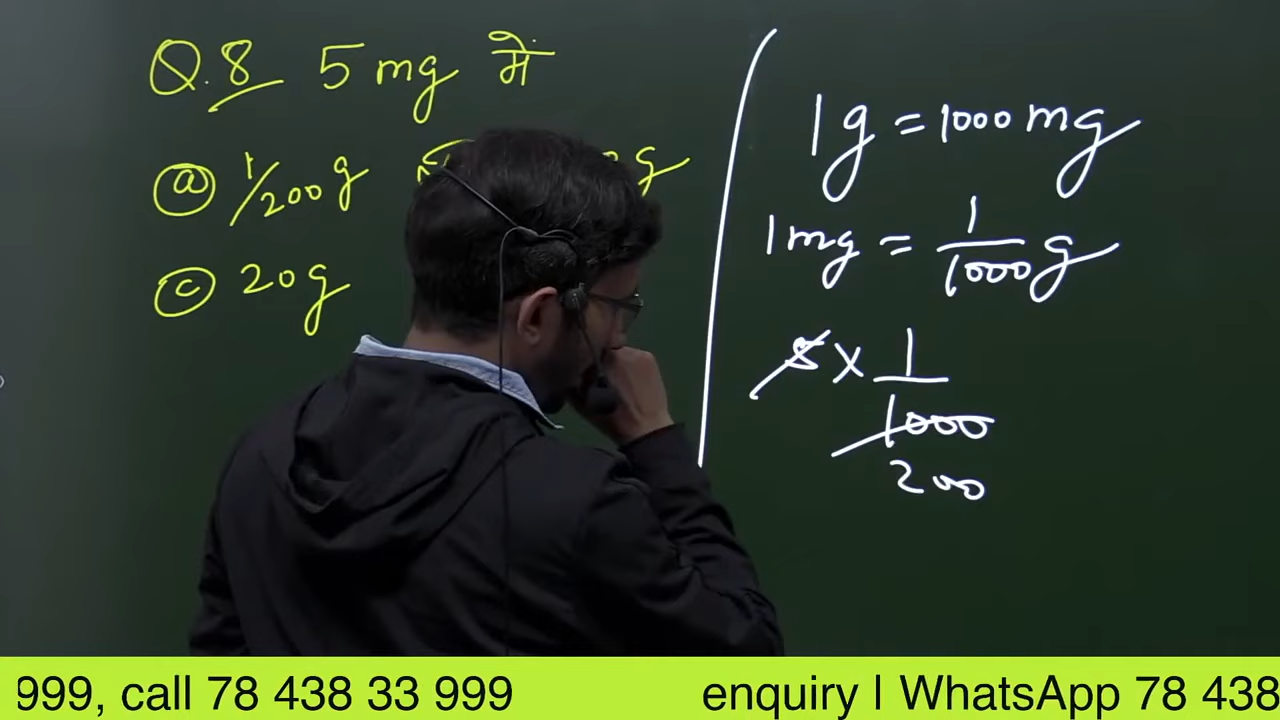 Q.8 5 mg में
(a) 1/200 g g
(c) 20 g
1 g = 1000 mg
1 mg = 1/1000 g
5 × 1/1000
200
999, call 78 438 33 999 enquiry I WhatsApp 78 438